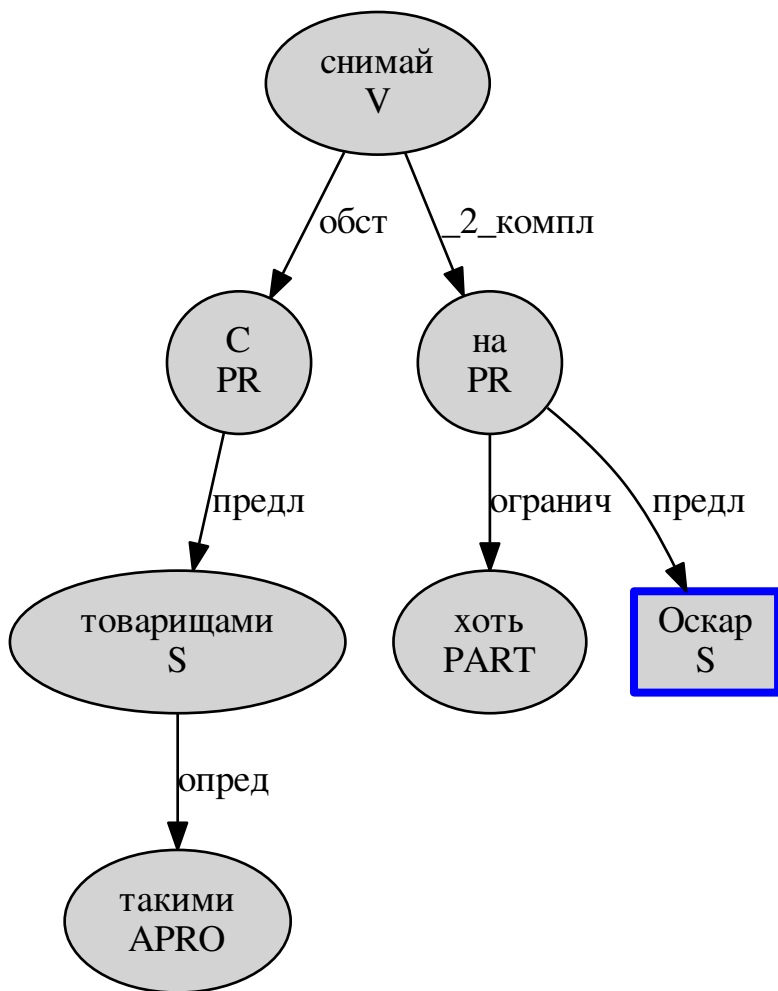 снимай
V
обст
_2_компл
С
PR
на
PR
предл
огранич
предл
товарищами
S
хоть
PART
Оскар
S
опред
такими
APRO